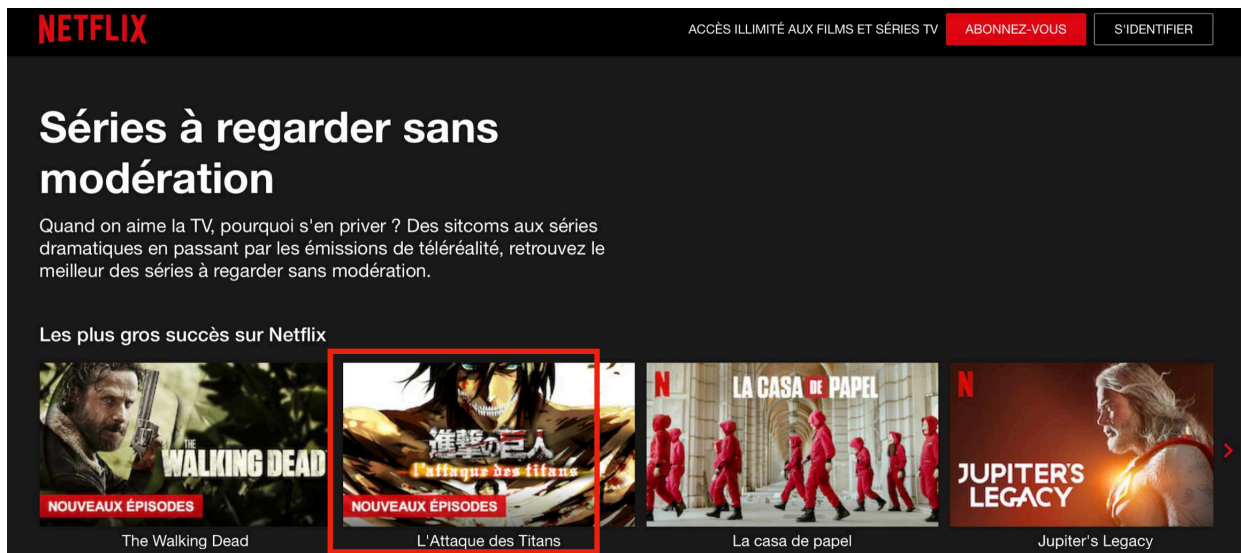 NETFLIX
ACCÈS ILLIMITÉ AUX FILMS ET SÉRIES TV
ABONNEZ-VOUS
S'IDENTIFIER
Séries à regarder sans
modération
Quand on aime la TV, pourquoi s'en priver ? Des sitcoms aux séries
dramatiques en passant par les émissions de téléréalité, retrouvez le
meilleur des séries à regarder sans modération.
Les plus gros succès sur Netflix
THE
WALKING DEAD
NOUVEAUX ÉPISODES
The Walking Dead
進撃の巨人
l'attaque des titans
NOUVEAUX ÉPISODES
L'Attaque des Titans
N
LA CASA DE PAPEL
La casa de papel
N
JUPITER'S
LEGACY
Jupiter's Legacy